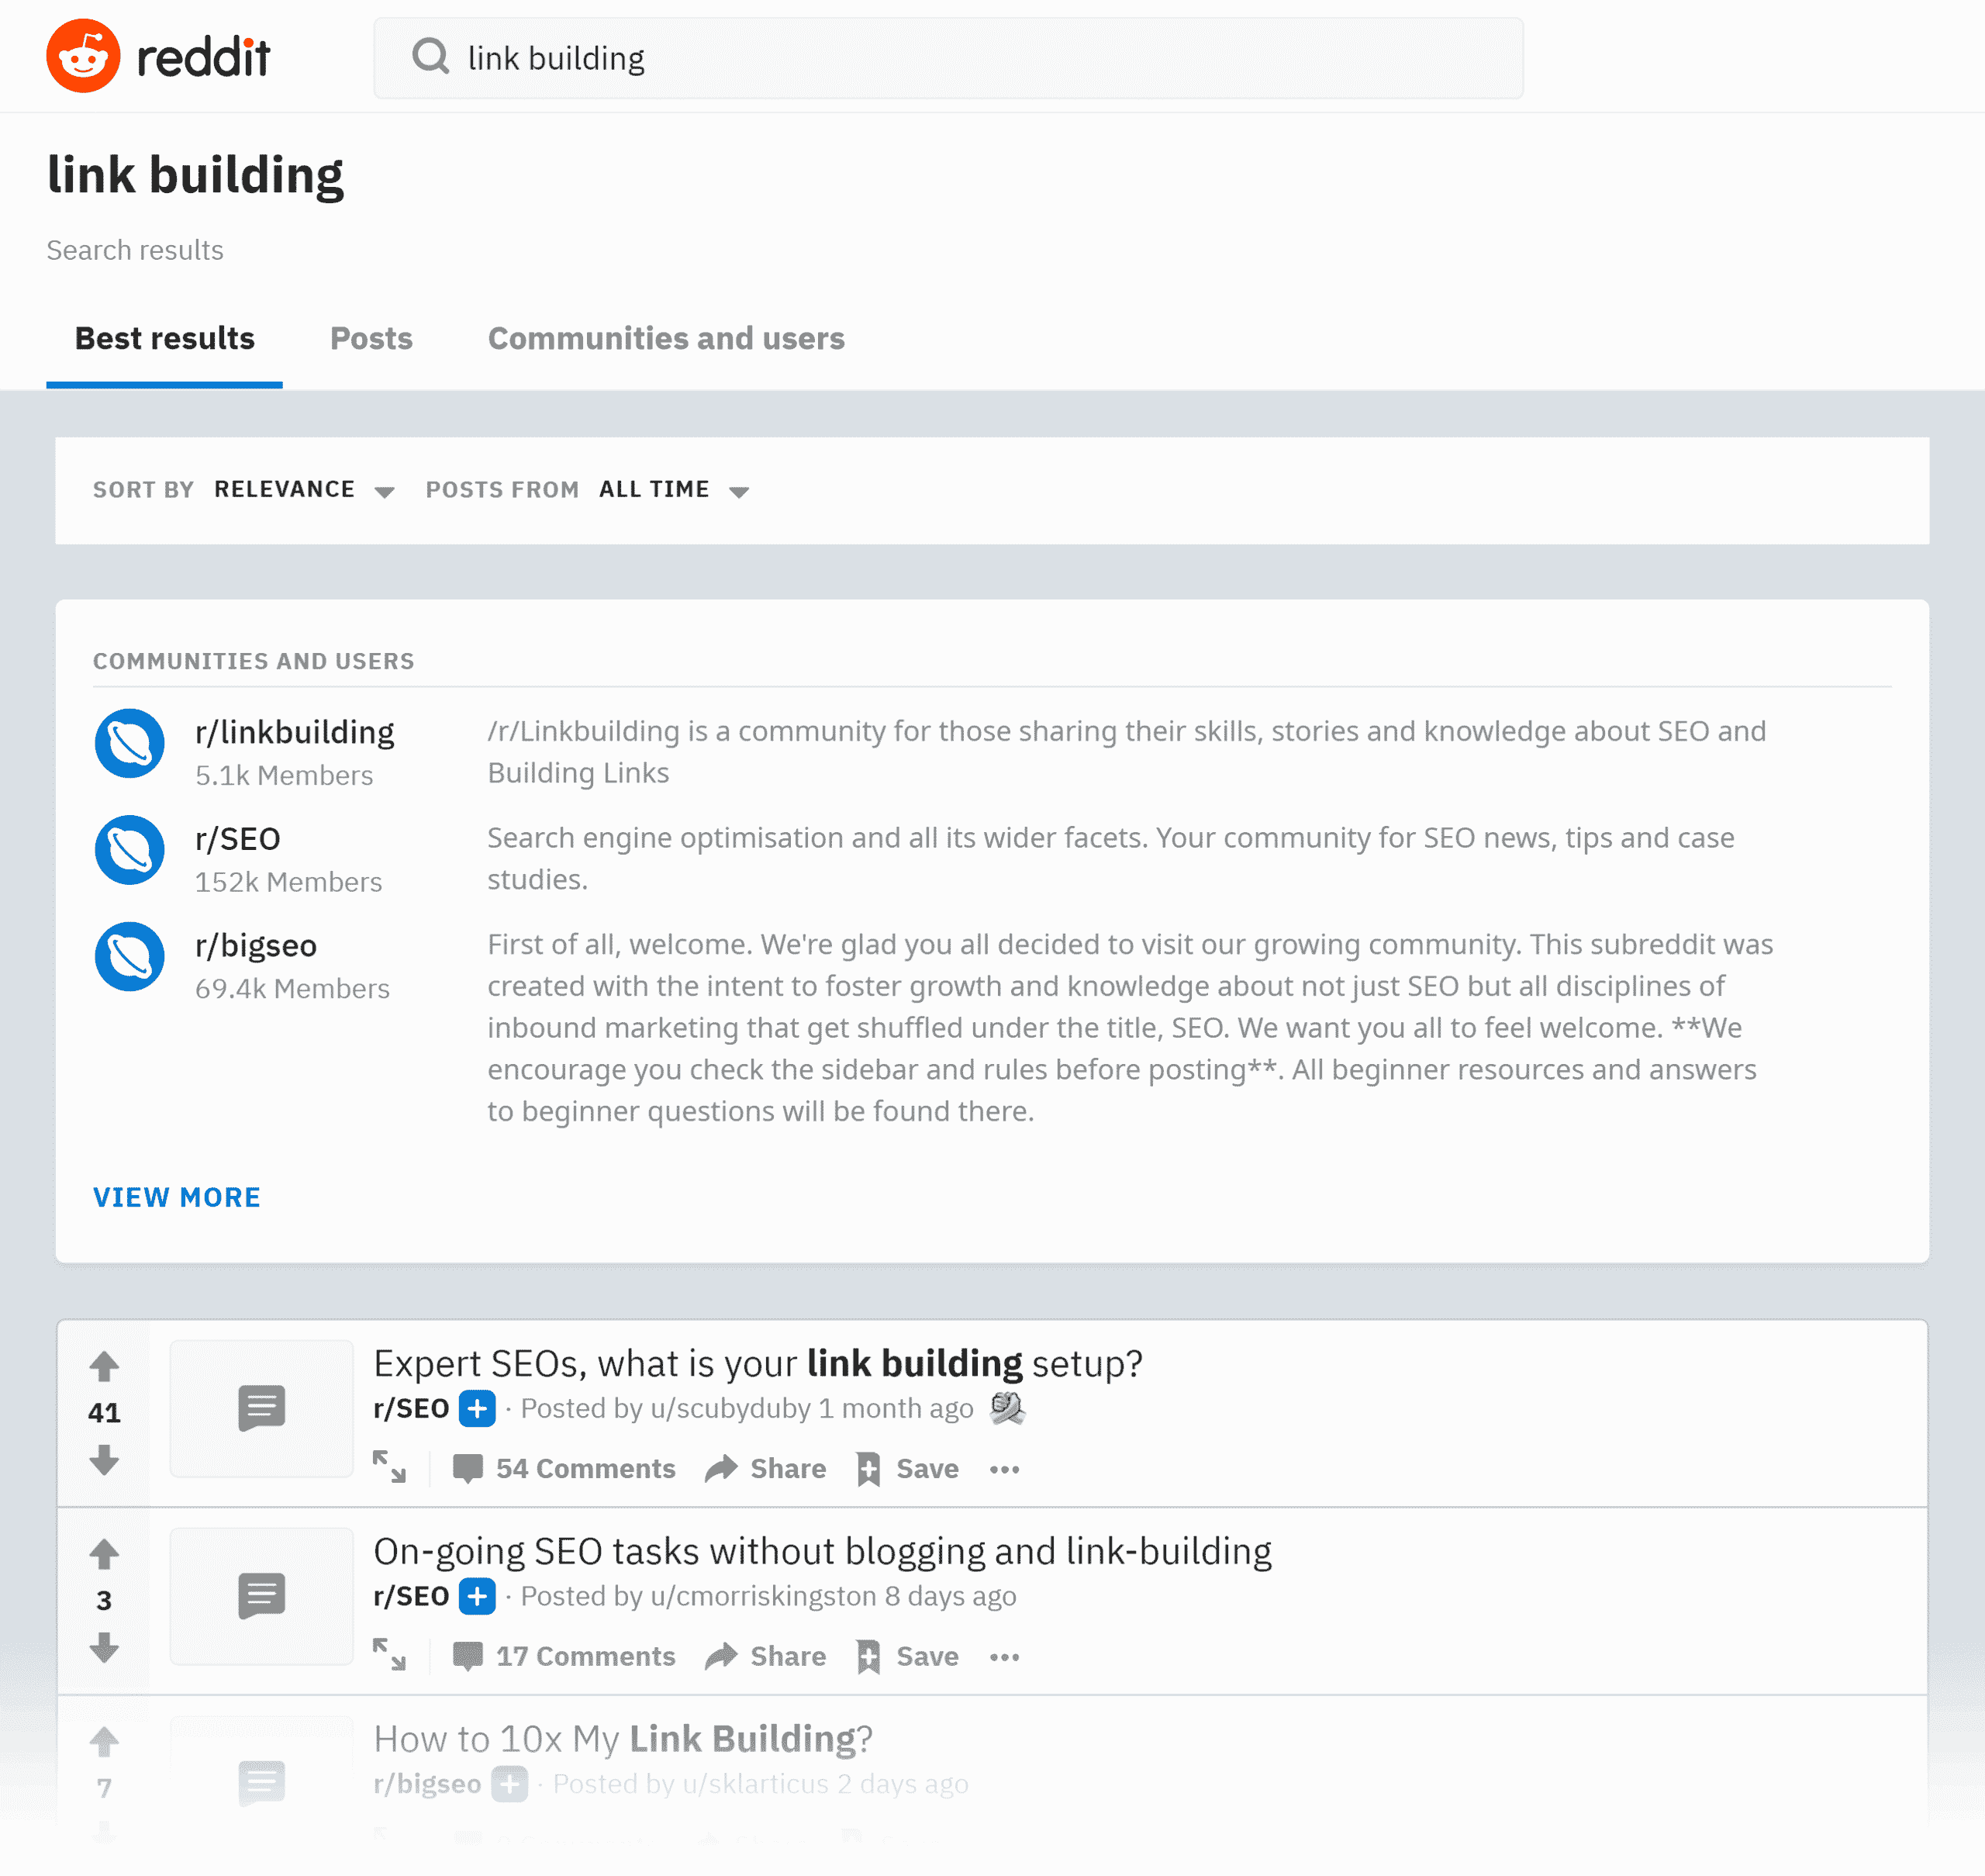 reddit
link building
link building
Search results
Best results Posts Communities and users
SORT BY RELEVANCE POSTS FROM ALL TIME
COMMUNITIES AND USERS
r/linkbuilding
5.1k Members
/r/Linkbuilding is a community for those sharing their skills, stories and knowledge about SEO and
Building Links
r/SEO
152k Members
Search engine optimisation and all its wider facets. Your community for SEO news, tips and case
studies.
r/bigseo
69.4k Members
First of all, welcome. We're glad you all decided to visit our growing community. This subreddit was
created with the intent to foster growth and knowledge about not just SEO but all disciplines of
inbound marketing that get shuffled under the title, SEO. We want you all to feel welcome. **We
encourage you check the sidebar and rules before posting**. All beginner resources and answers
to beginner questions will be found there.
VIEW MORE
41
Expert SEOs, what is your link building setup?
r/SEO · Posted by u/scubyduby 1 month ago
54 Comments Share Save
3
On-going SEO tasks without blogging and link-building
r/SEO · Posted by u/cmorriskingston 8 days ago
17 Comments Share Save
7
How to 10x My Link Building?
r/bigseo · Posted by u/sklarticus 2 days ago